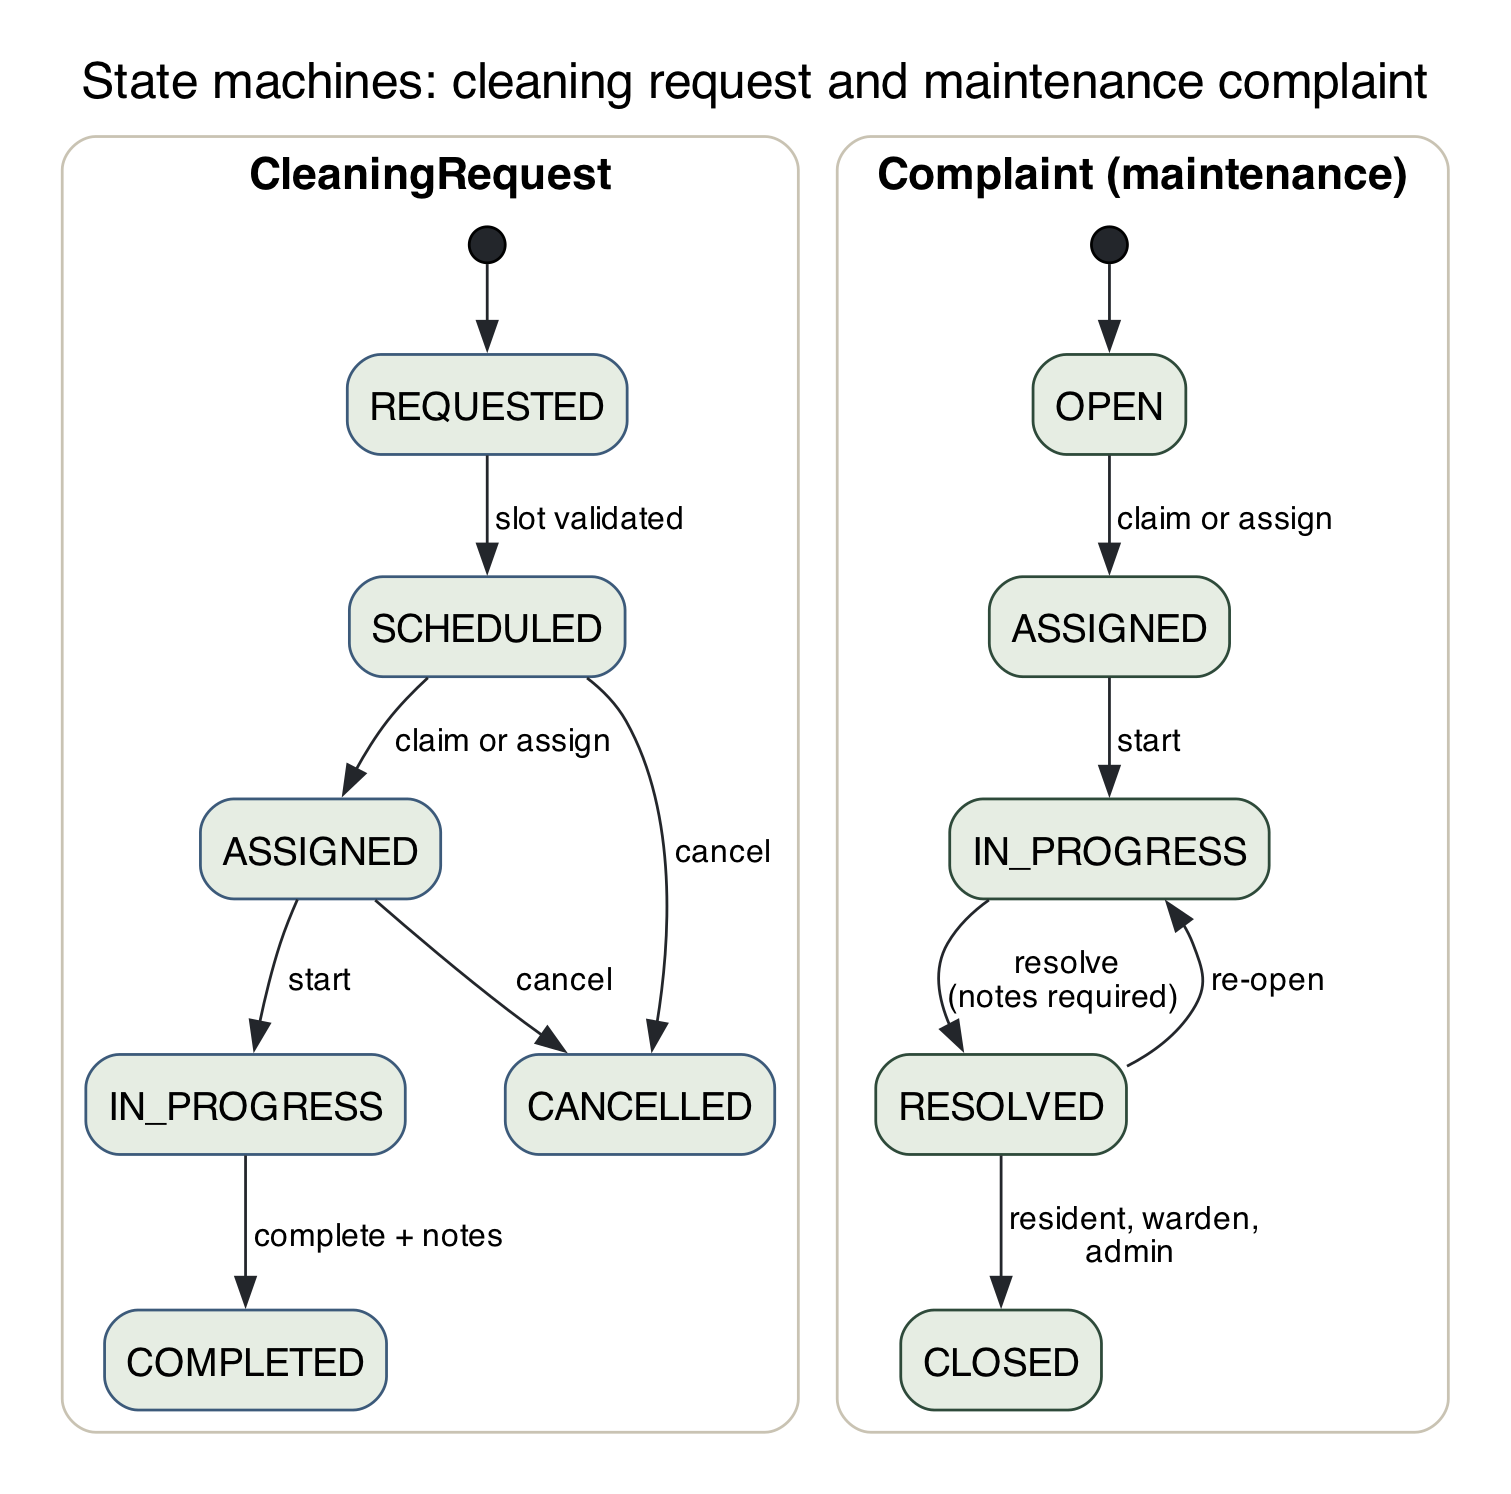 State machines: cleaning request and maintenance complaint
CleaningRequest
REQUESTED
slot validated
SCHEDULED
claim or assign
cancel
ASSIGNED
start
cancel
IN_PROGRESS
CANCELLED
complete + notes
COMPLETED
Complaint (maintenance)
OPEN
claim or assign
ASSIGNED
start
IN_PROGRESS
resolve
(notes required)
re-open
RESOLVED
resident, warden,
admin
CLOSED